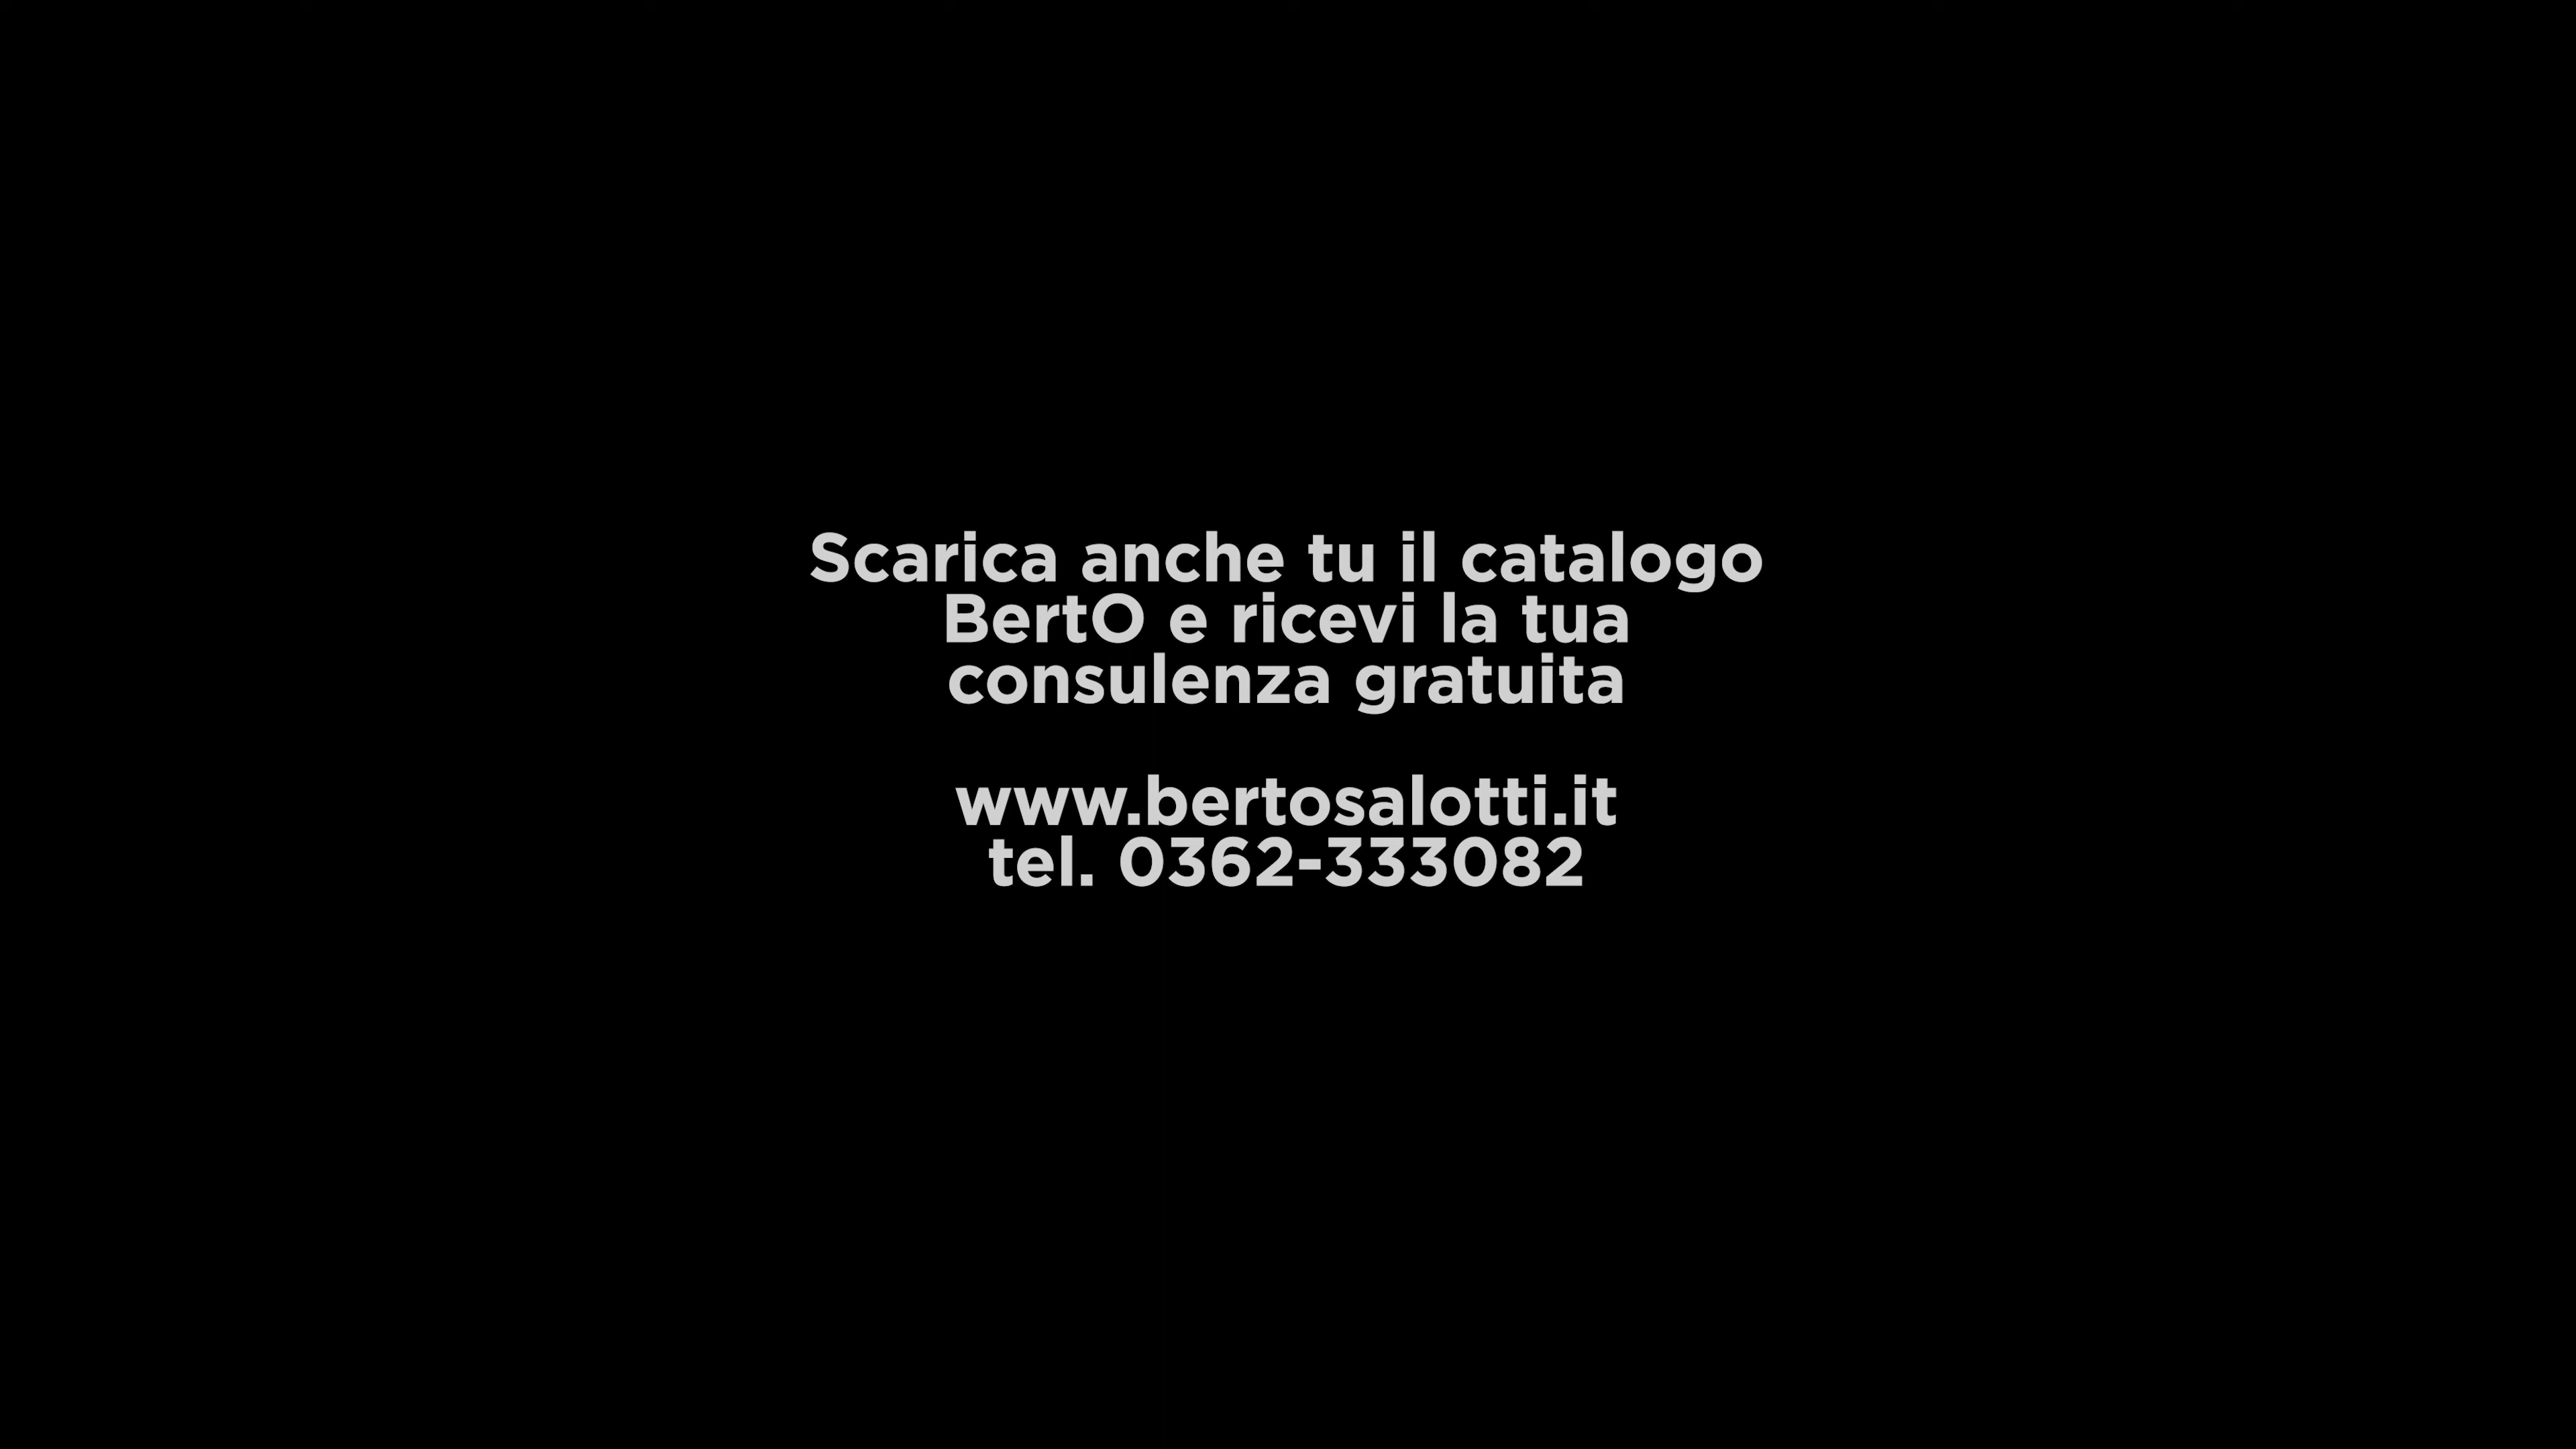 Scarica anche tu il catalogo
BertO e ricevi la tua
consulenza gratuita
www.bertosalotti.it
tel. 0362-333082